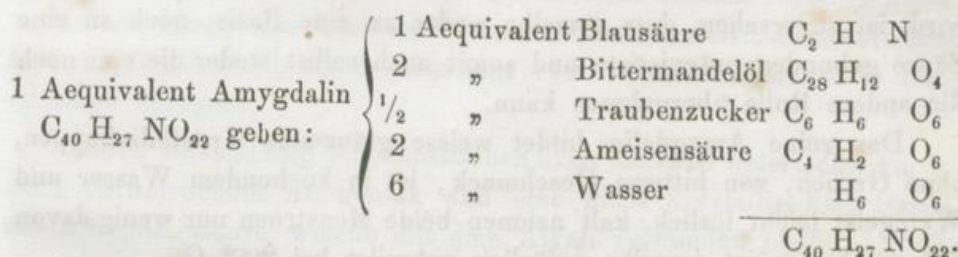 1 Aequivalent Blausäure C₂ H N
2 „ Bittermandelöl C₂₈ H₁₂ O₄
1 Aequivalent Amygdalin ½ „ Traubenzucker C₆ H₆ O₆
C₄₀ H₂₇ NO₂₂ geben: 2 „ Ameisensäure C₄ H₂ O₆
6 „ Wasser H₆ O₆
C₄₀ H₂₇ NO₂₂.